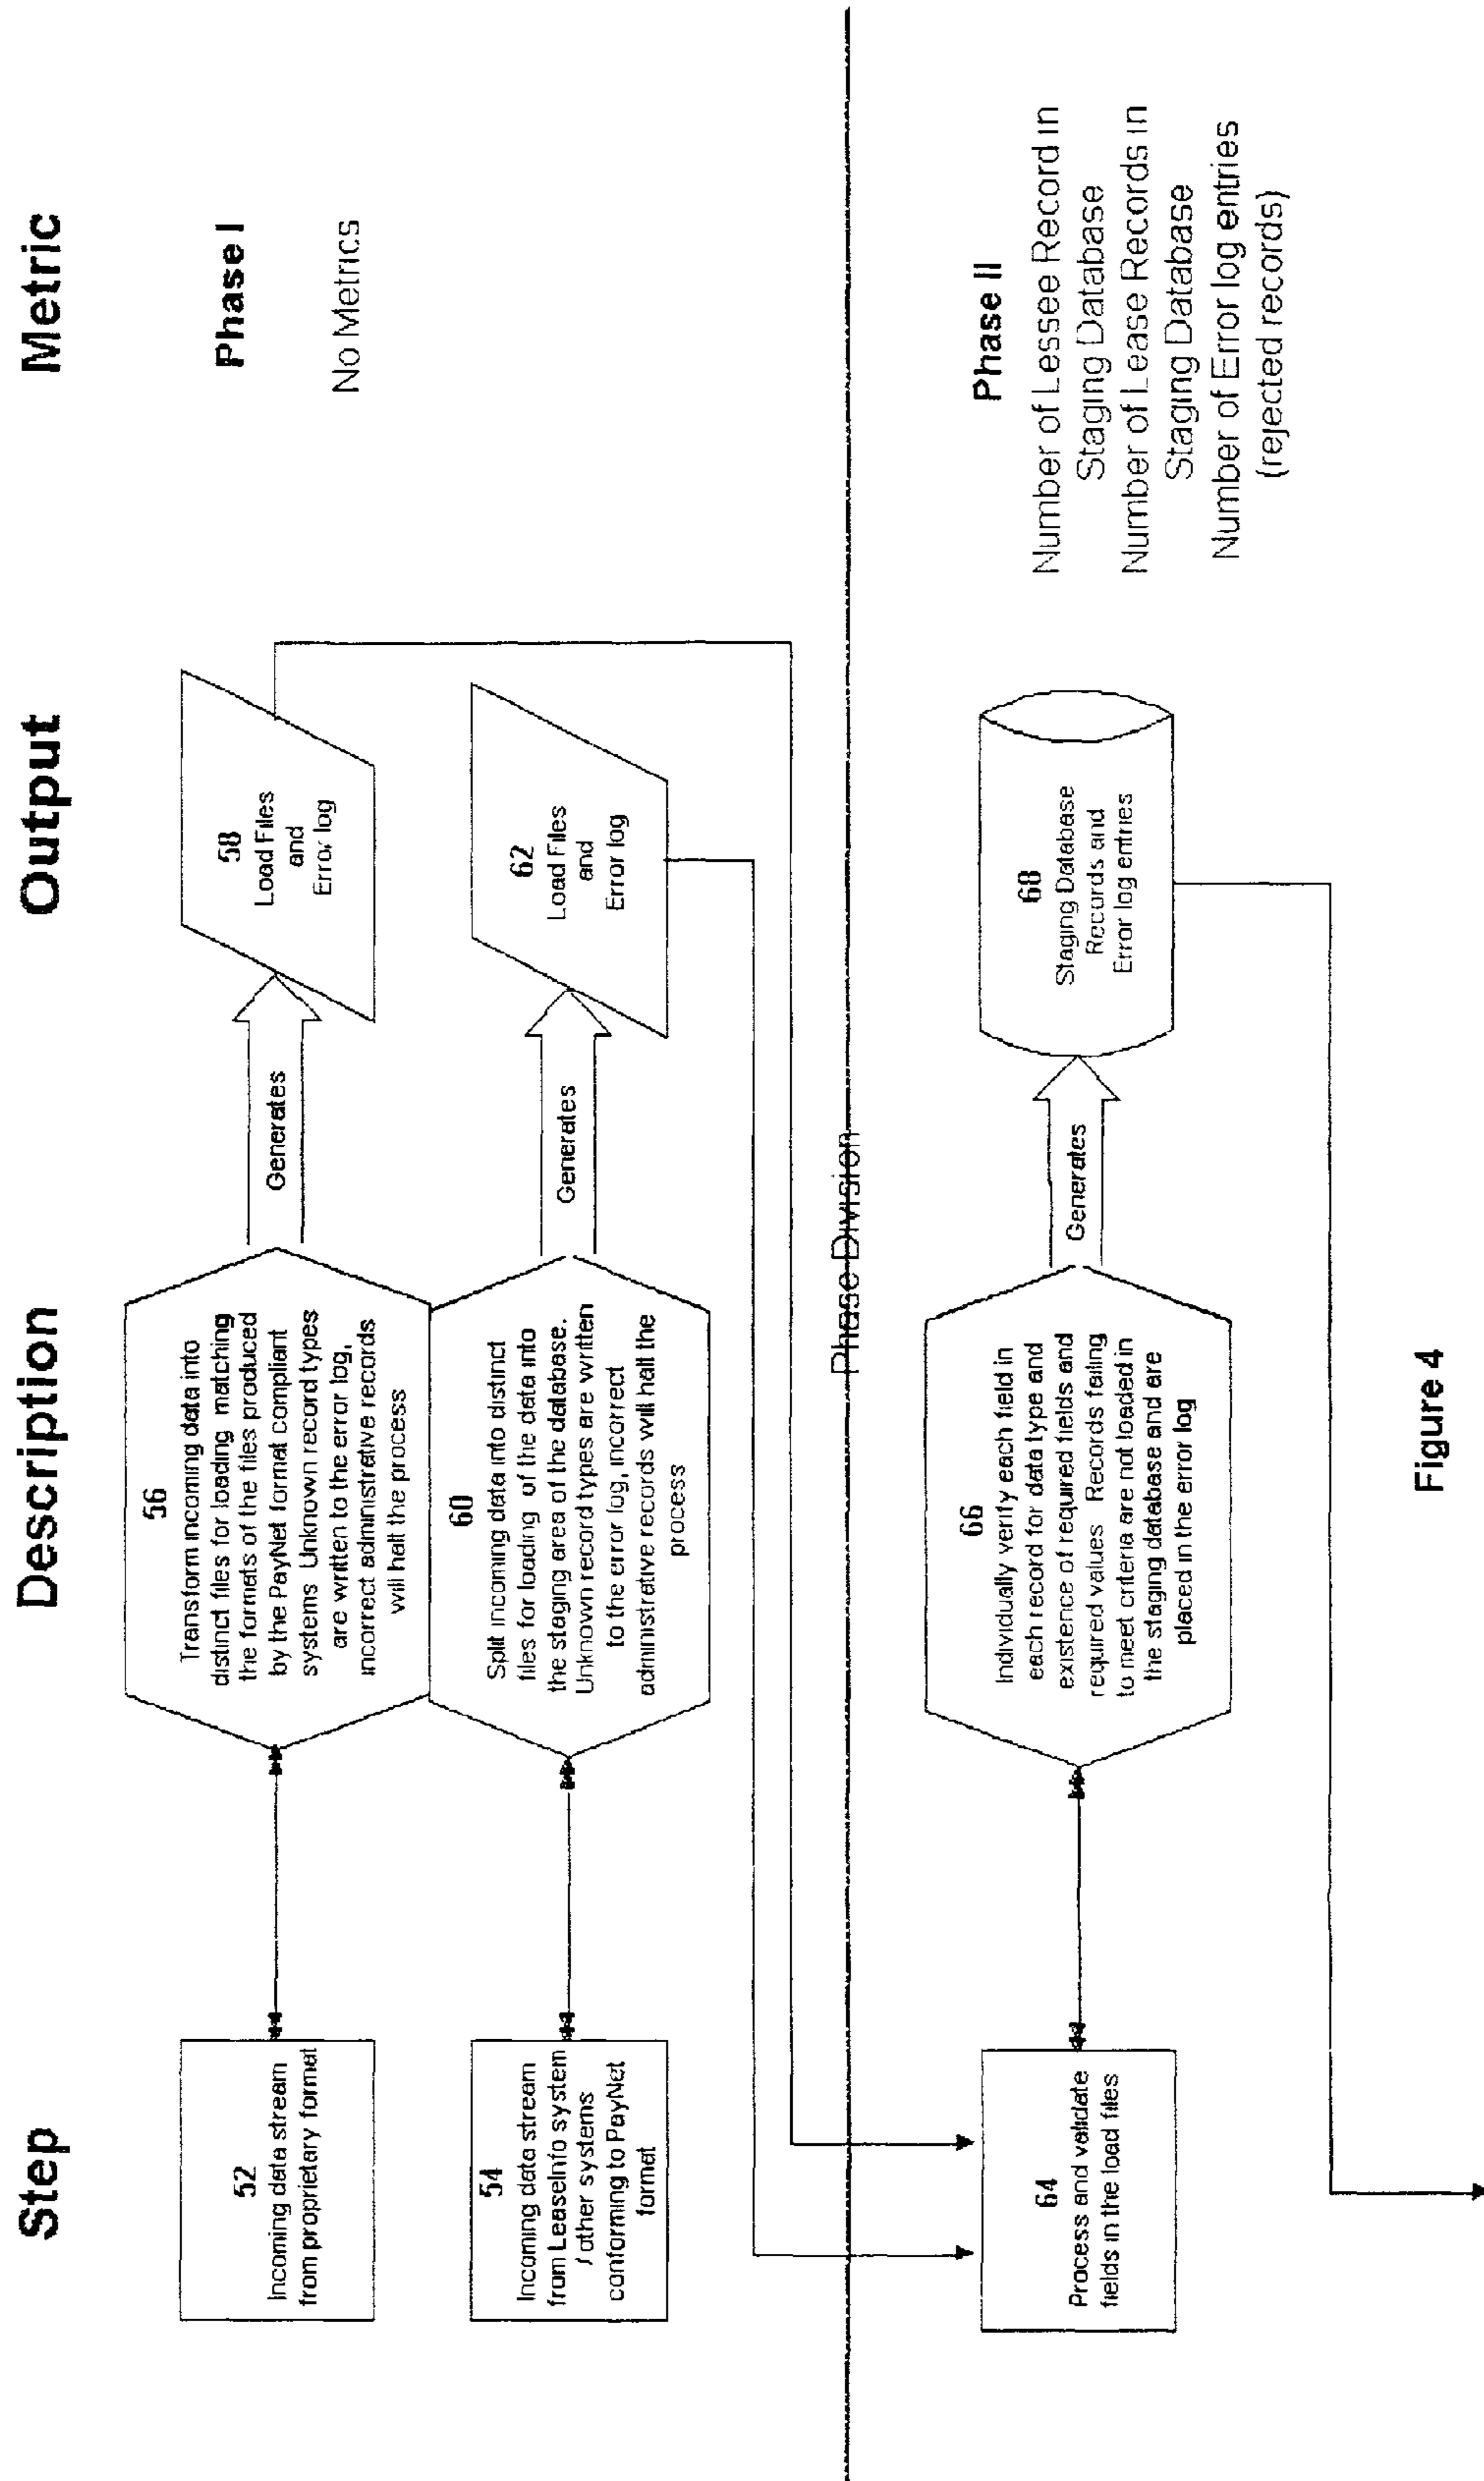 Step
Description
Output
Metric
52
Incoming data stream
from proprietary format
56
Transform incoming data into
distinct files for loading matching
the formats of the files produced
by the PayNet format compliant
systems Unknown record types
are written to the error log,
incorrect administrative records
will halt the process
Generates
58
Load Files
and
Error log
Phase I
No Metrics
54
Incoming data stream
from LeaseInfo system
/ other systems
conforming to PayNet
format
60
Split incoming data into distinct
files for loading of the data into
the staging area of the database.
Unknown record types are written
to the error log, incorrect
administrative records will halt the
process
Generates
62
Load Files
and
Error log
Phase Division
64
Process and validate
fields in the load files
66
Individually verify each field in
each record for data type and
existence of required fields and
required values Records failing
to meet criteria are not loaded in
the staging database and are
placed in the error log
Generates
68
Staging Database
Records and
Error log entries
Phase II
Number of Lessee Record in
Staging Database
Number of Lease Records in
Staging Database
Number of Error log entries
(rejected records)
Figure 4